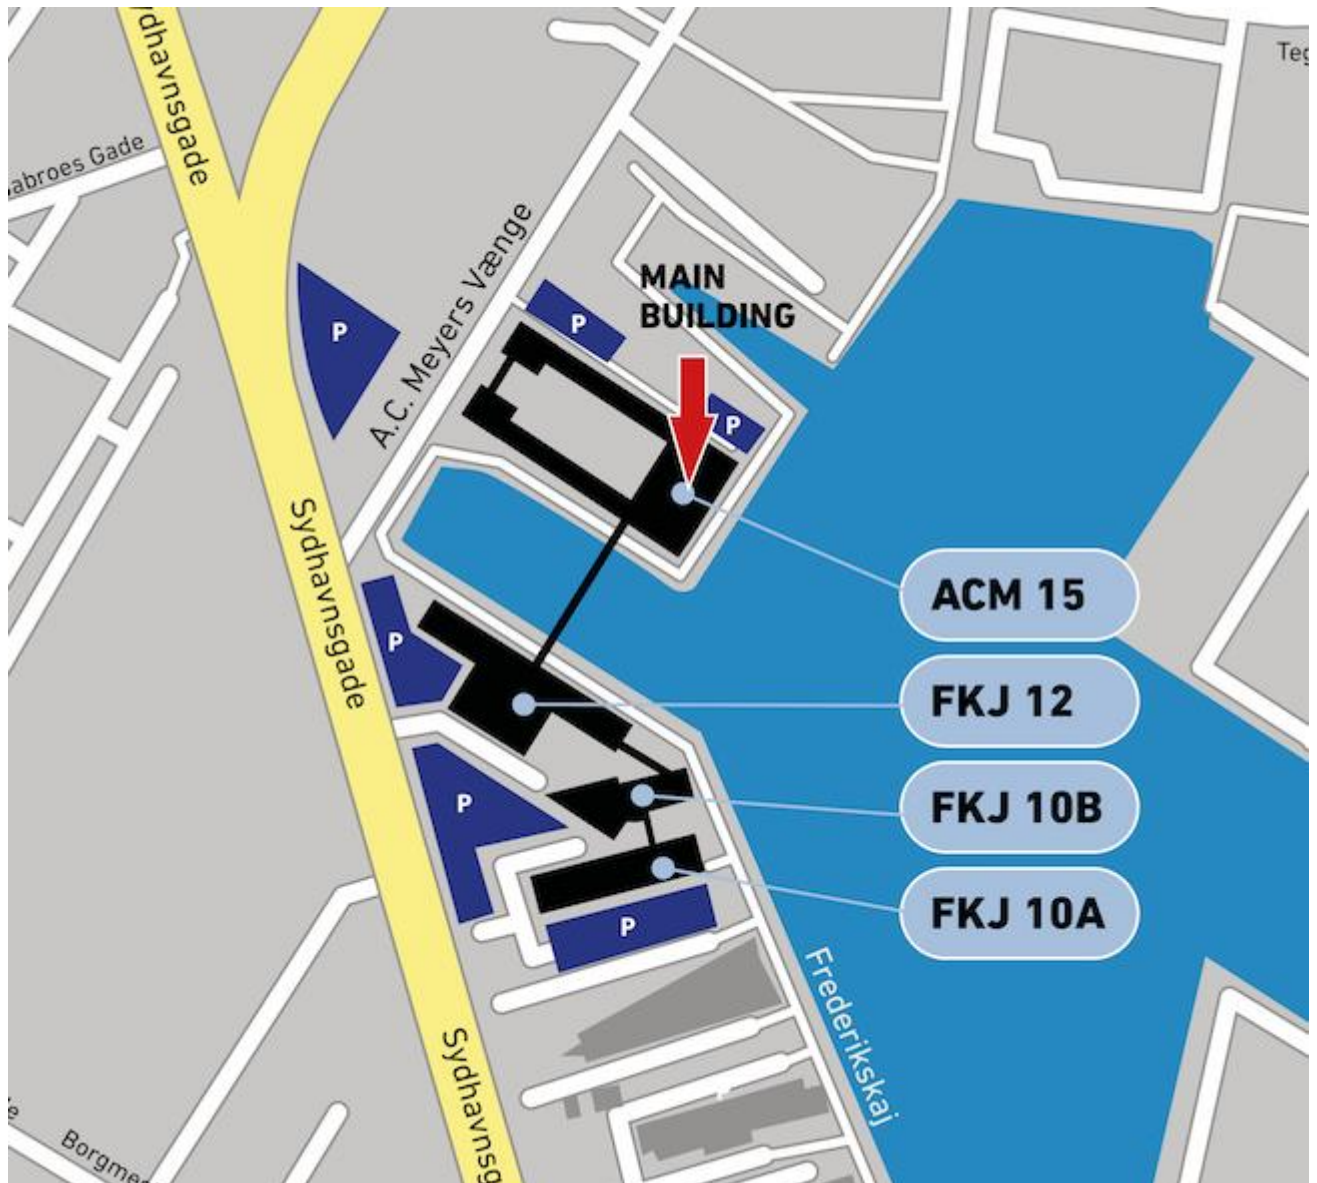 ydhavnsgade
Teg
abroes Gade
A.C. Meyers Vænge
MAIN
BUILDING
P
P
P
Sydhavnsgade
ACM 15
P
FKJ 12
P
FKJ 10B
FKJ 10A
P
Frederikskaj
Sydhavnsg
Borgme